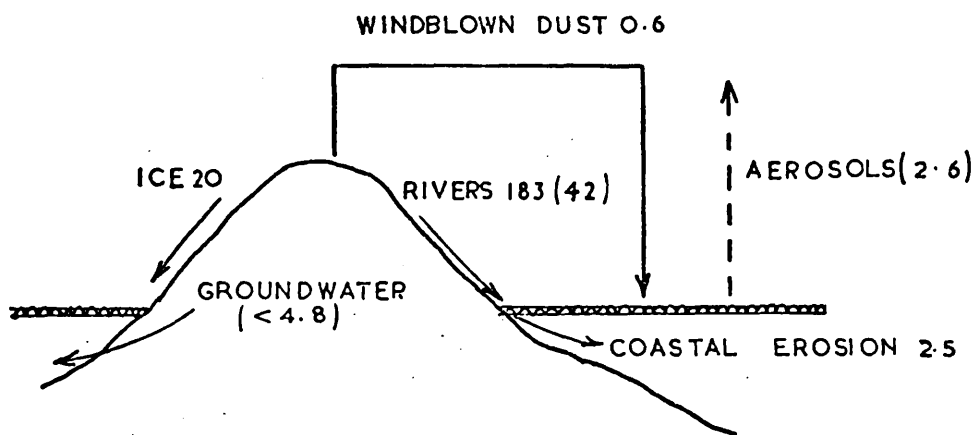 WINDBLOWN DUST 0.6
ICE 20
RIVERS 183 (42)
AEROSOLS (2.6)
GROUNDWATER
(<4.8)
COASTAL EROSION 2.5